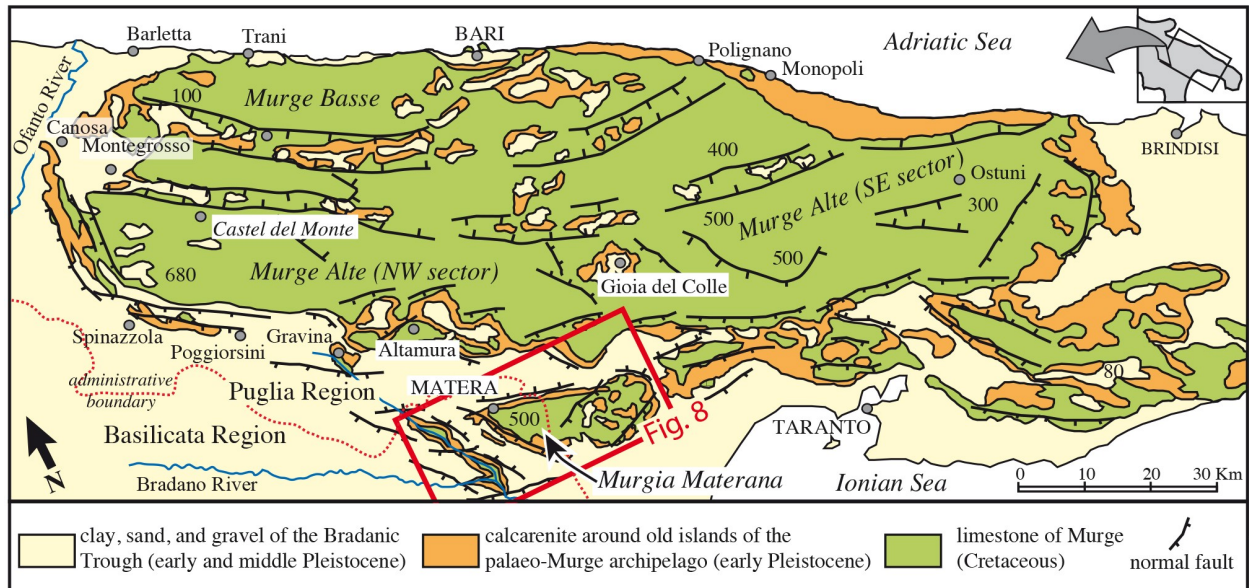 Barletta
Trani
BARI
Polignano
Monopoli
Adriatic Sea
Ofanto River
100
Murge Basse
Canosa
Montegrosso
BRINDISI
400
Murge Alte (SE sector)
Ostuni
500
300
500
Castel del Monte
680
Murge Alte (NW sector)
Gioia del Colle
Spinazzola
Gravina
Poggiorsini
Altamura
administrative
boundary
Puglia Region
MATERA
80
500
Fig. 8
TARANTO
Basilicata Region
N
Bradano River
Murgia Materana
Ionian Sea
0 10 20 30 Km
clay, sand, and gravel of the Bradanic
Trough (early and middle Pleistocene)
calcarenite around old islands of the
palaeo-Murge archipelago (early Pleistocene)
limestone of Murge
(Cretaceous)
normal fault